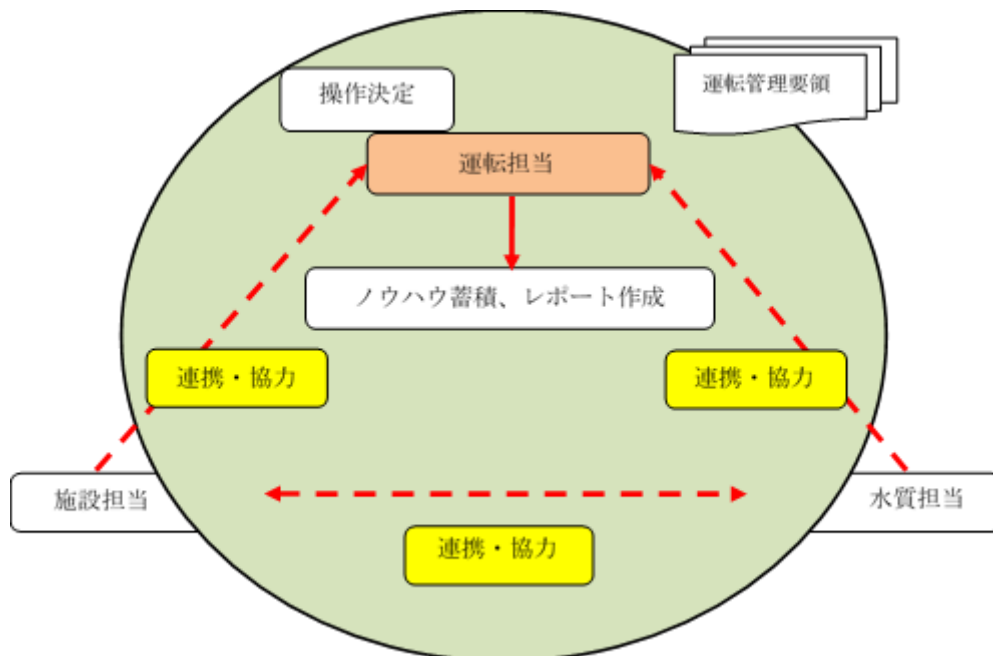 操作決定
運転管理要領
運転担当
ノウハウ蓄積、レポート作成
連携・協力
連携・協力
施設担当
水質担当
連携・協力